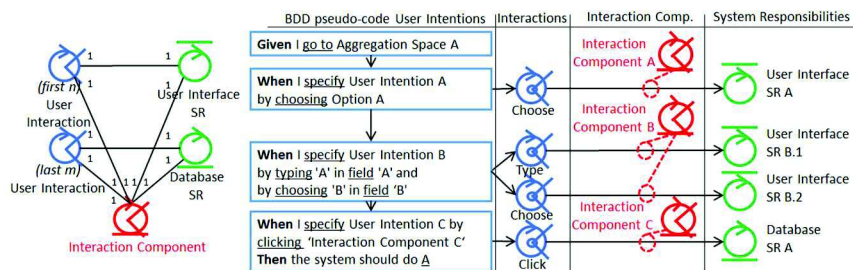 1
1
1
1
(first n)
User
Interaction
User Interface
SR
1
1
1
1
(last m)
User Interaction
Database
SR
1
1 1
1
Interaction Component
BDD pseudo-code User Intentions
Interactions
Interaction Comp.
System Responsibilities
Given I go to Aggregation Space A
When I specify User Intention A
by choosing Option A
When I specify User Intention B
by typing 'A' in field 'A' and
by choosing 'B' in field 'B'
When I specify User Intention C by
clicking 'Interaction Component C'
Then the system should do A
Choose
Type
Choose
Click
Interaction
Component A
Interaction
Component B
Interaction
Component C
User Interface
SR A
User Interface
SR B.1
User Interface
SR B.2
Database
SR A